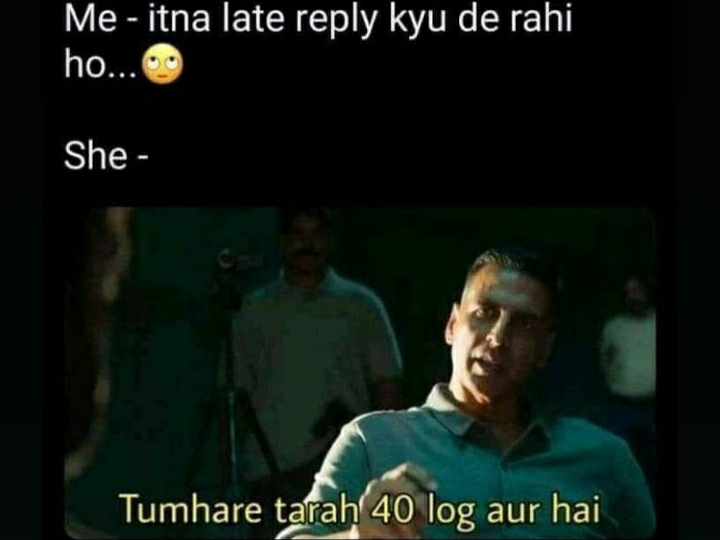 Me - itna late reply kyu de rahi
ho...🙄
She -
Tumhare tarah 40 log aur hai